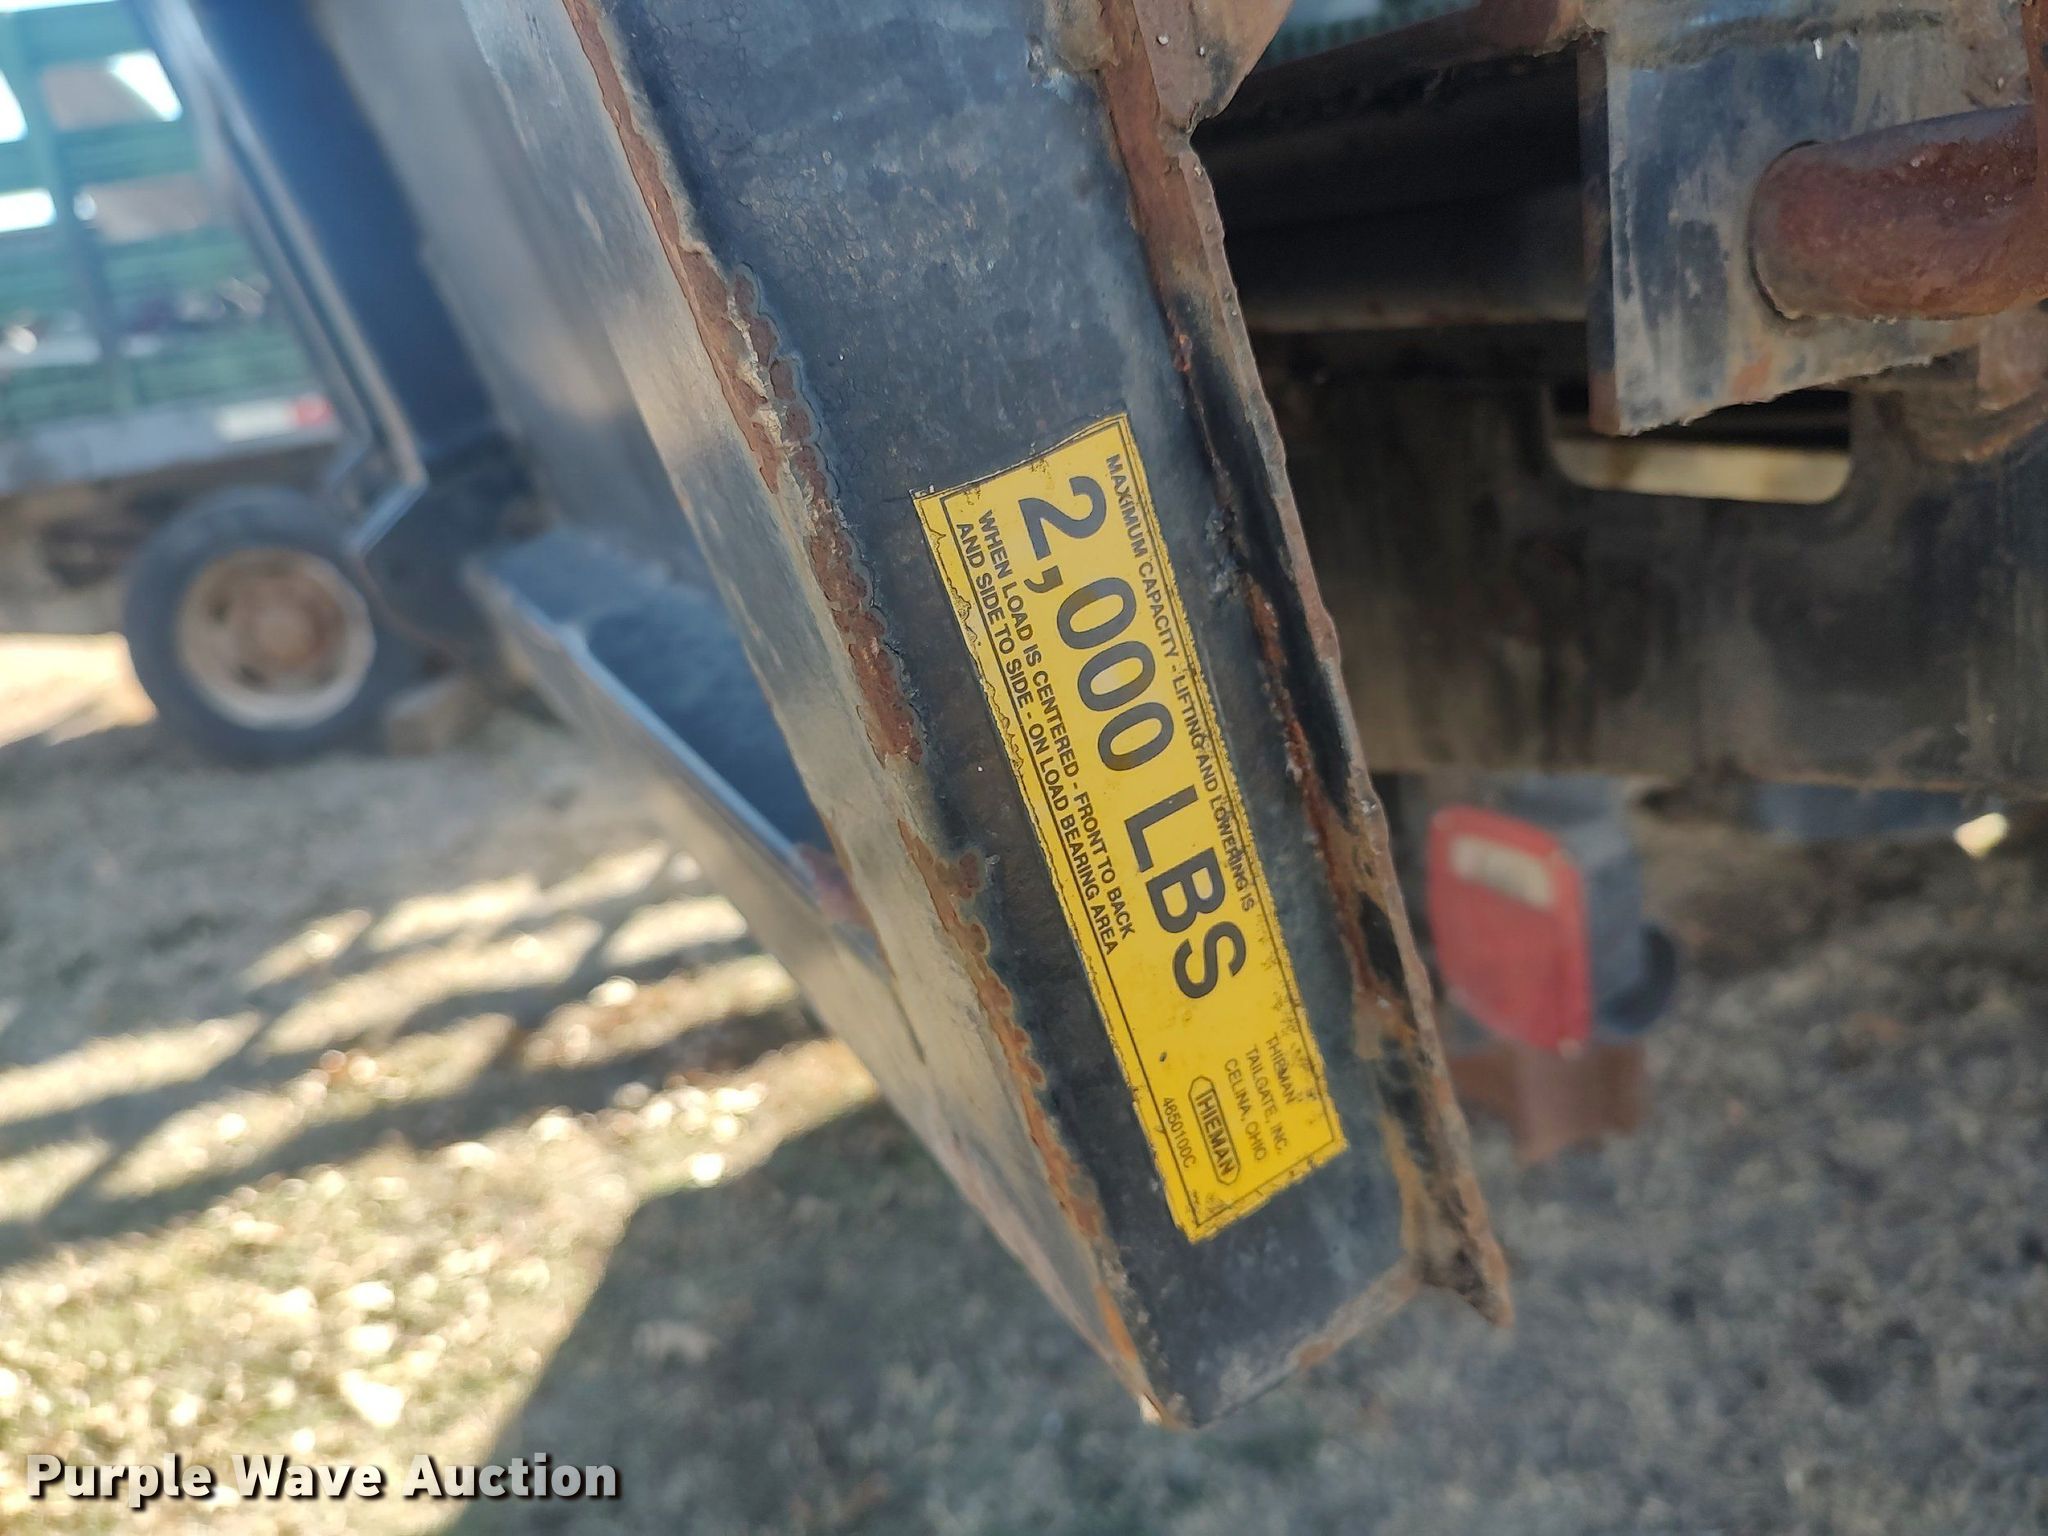 MAXIMUM CAPACITY - LIFTING AND LOWERING IS
2,000 LBS
WHEN LOAD IS CENTERED - FRONT TO BACK
AND SIDE TO SIDE - ON LOAD BEARING AREA
THIEMAN
TAILGATE, INC.
CELINA, OHIO
THIEMAN
4650100C
Purple Wave Auction